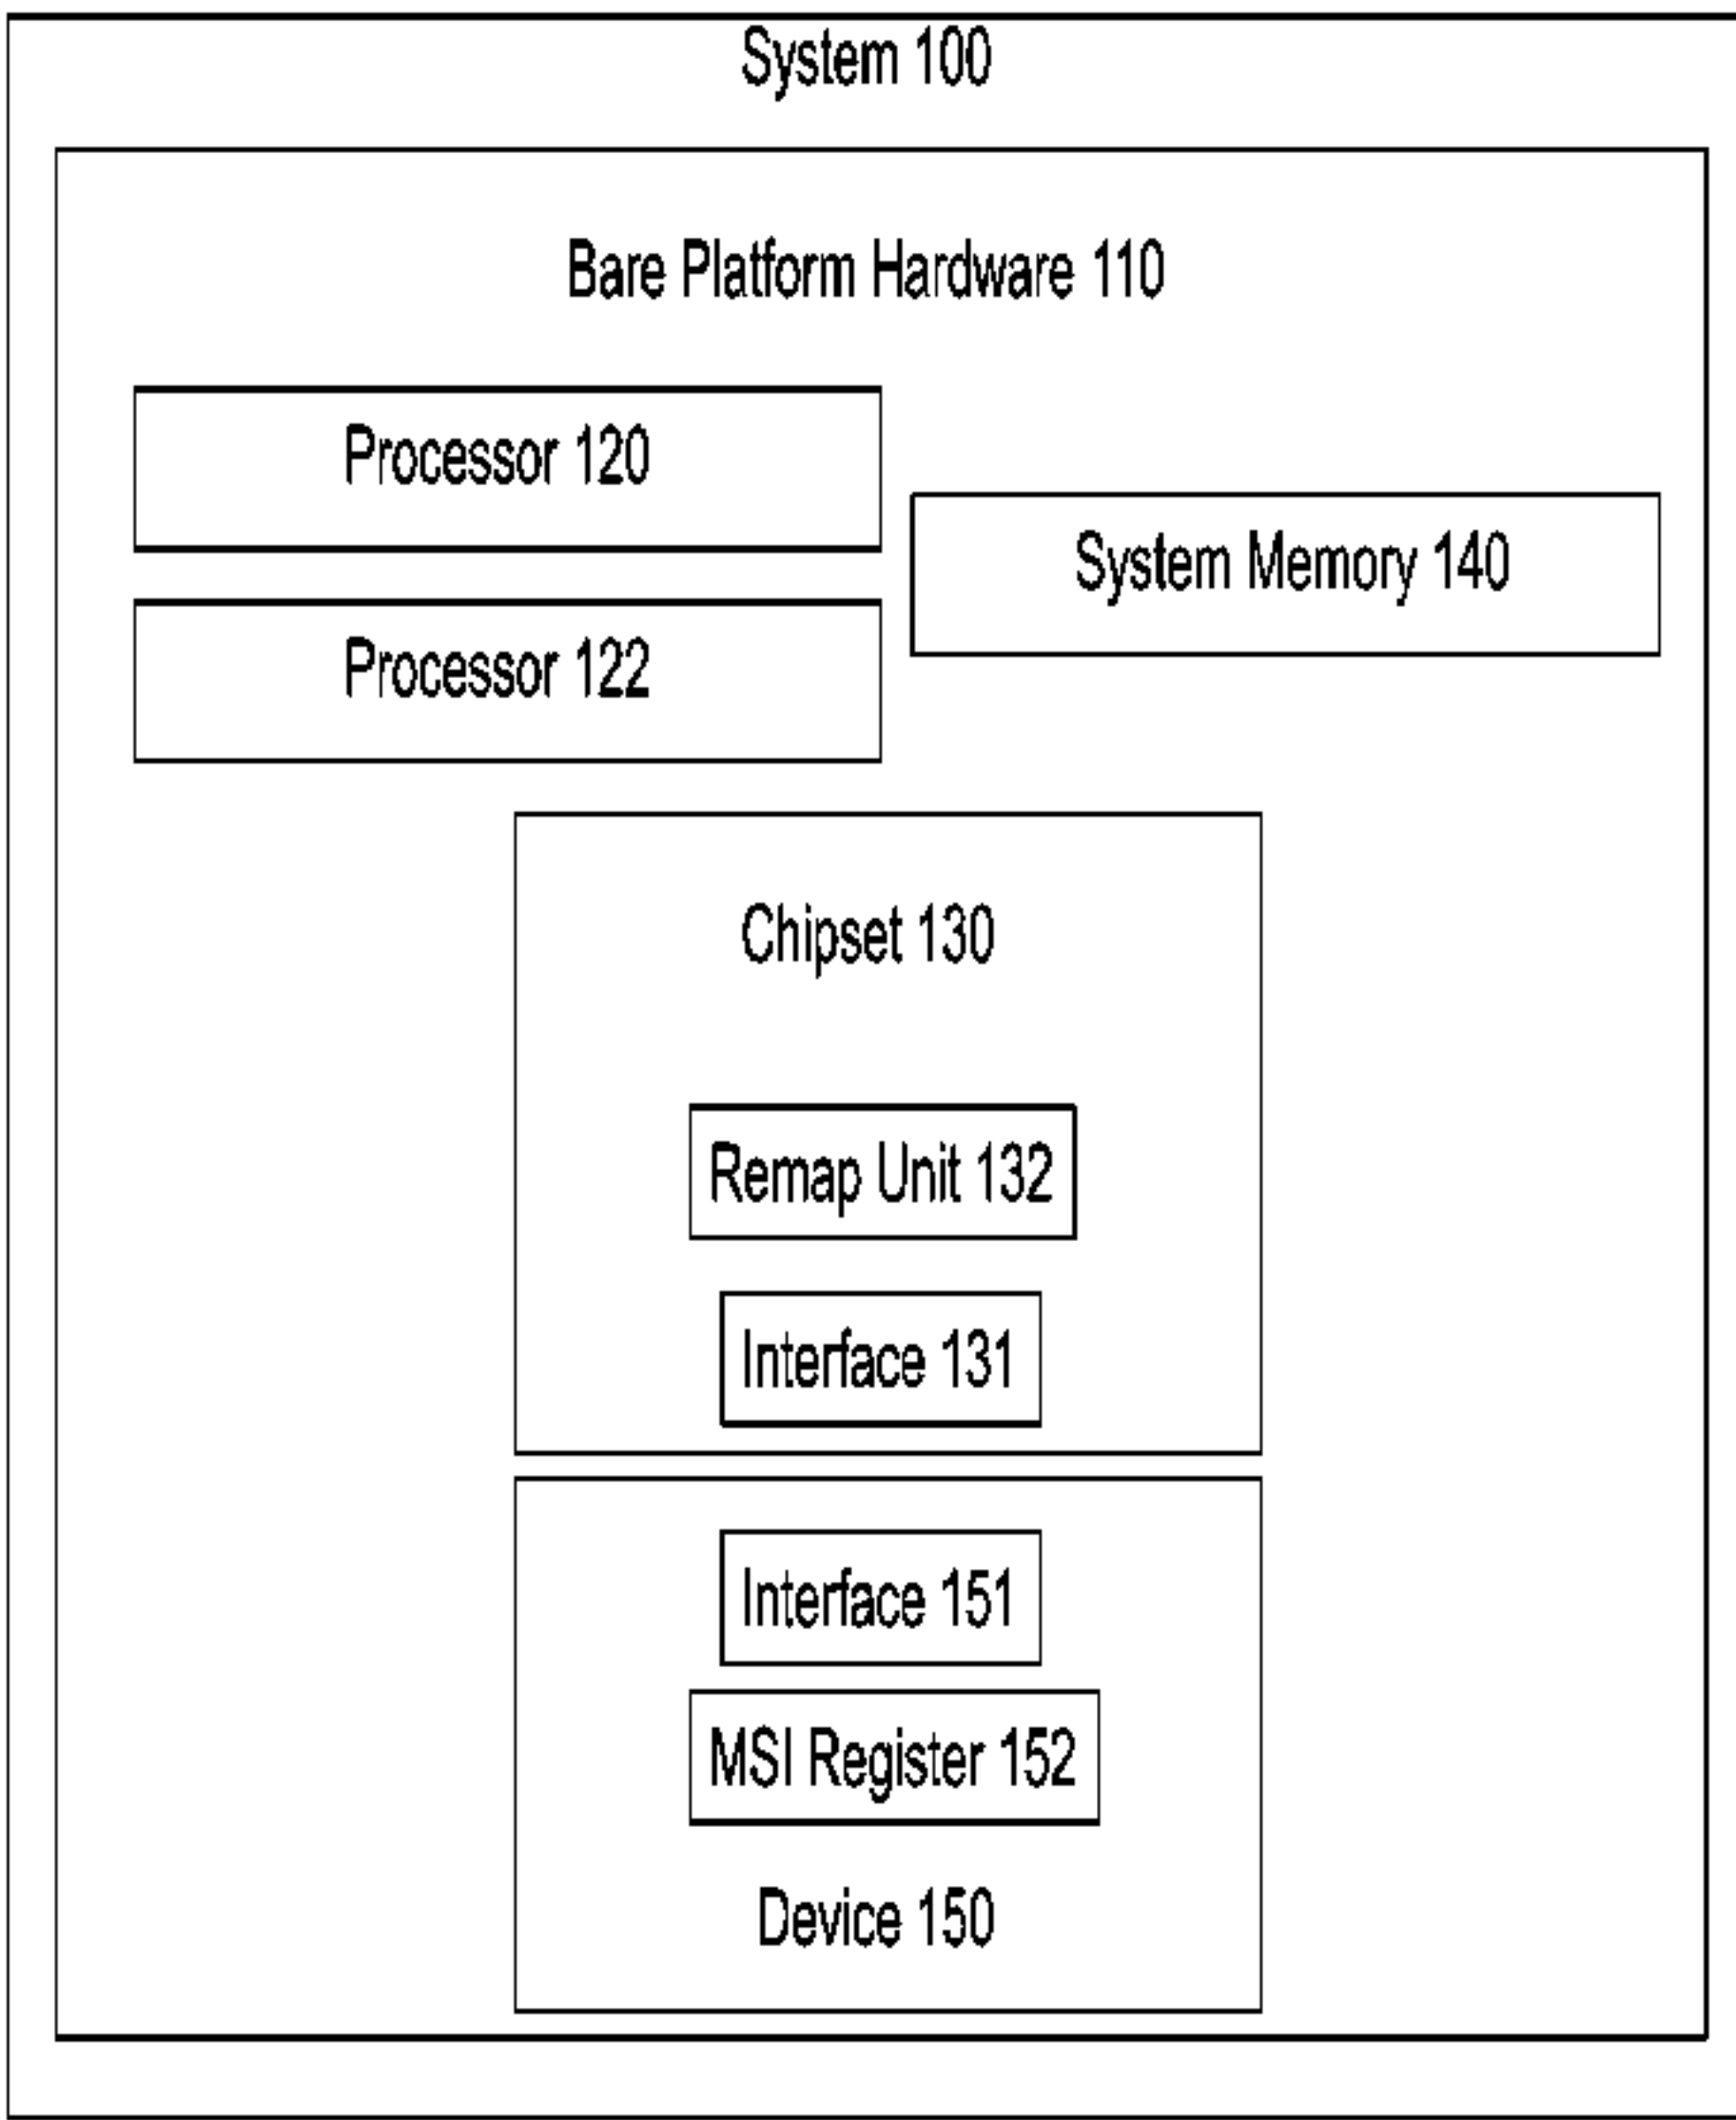 System 100
Bare Platform Hardware 110
Processor 120
System Memory 140
Processor 122
Chipset 130
Remap Unit 132
Interface 131
Interface 151
MSI Register 152
Device 150